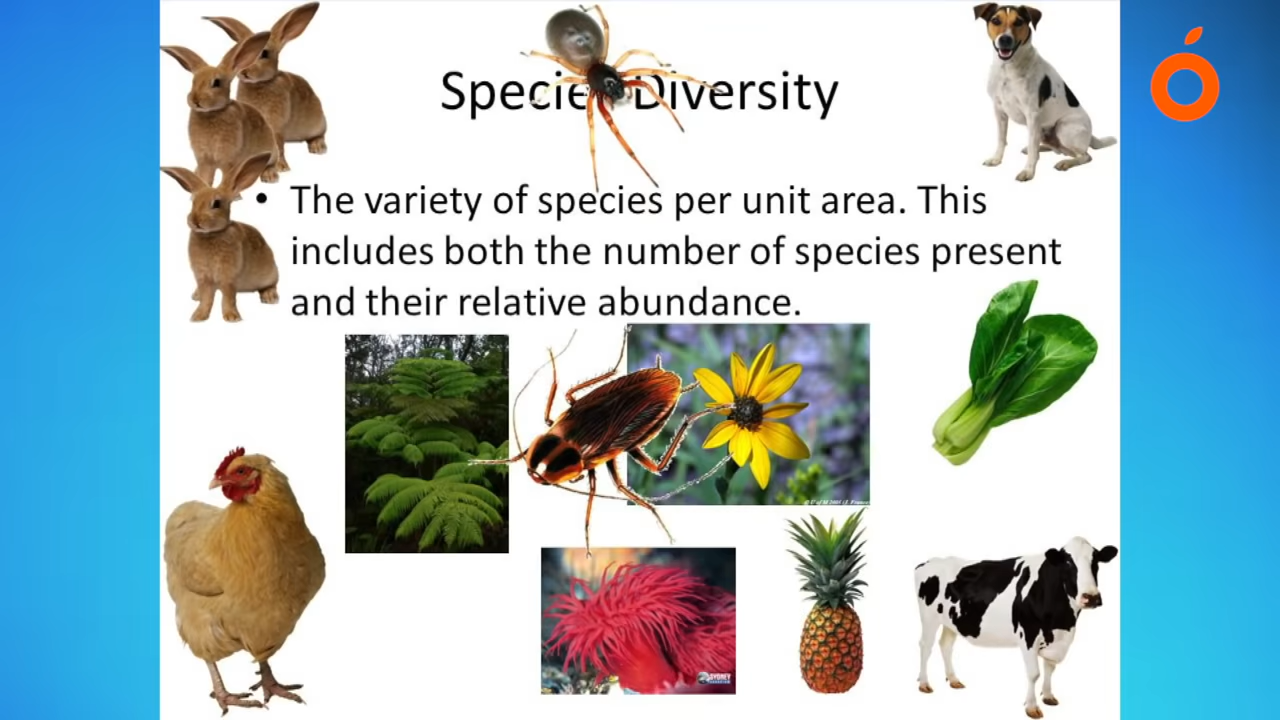 Species Diversity
• The variety of species per unit area. This
includes both the number of species present
and their relative abundance.
SYDNEY